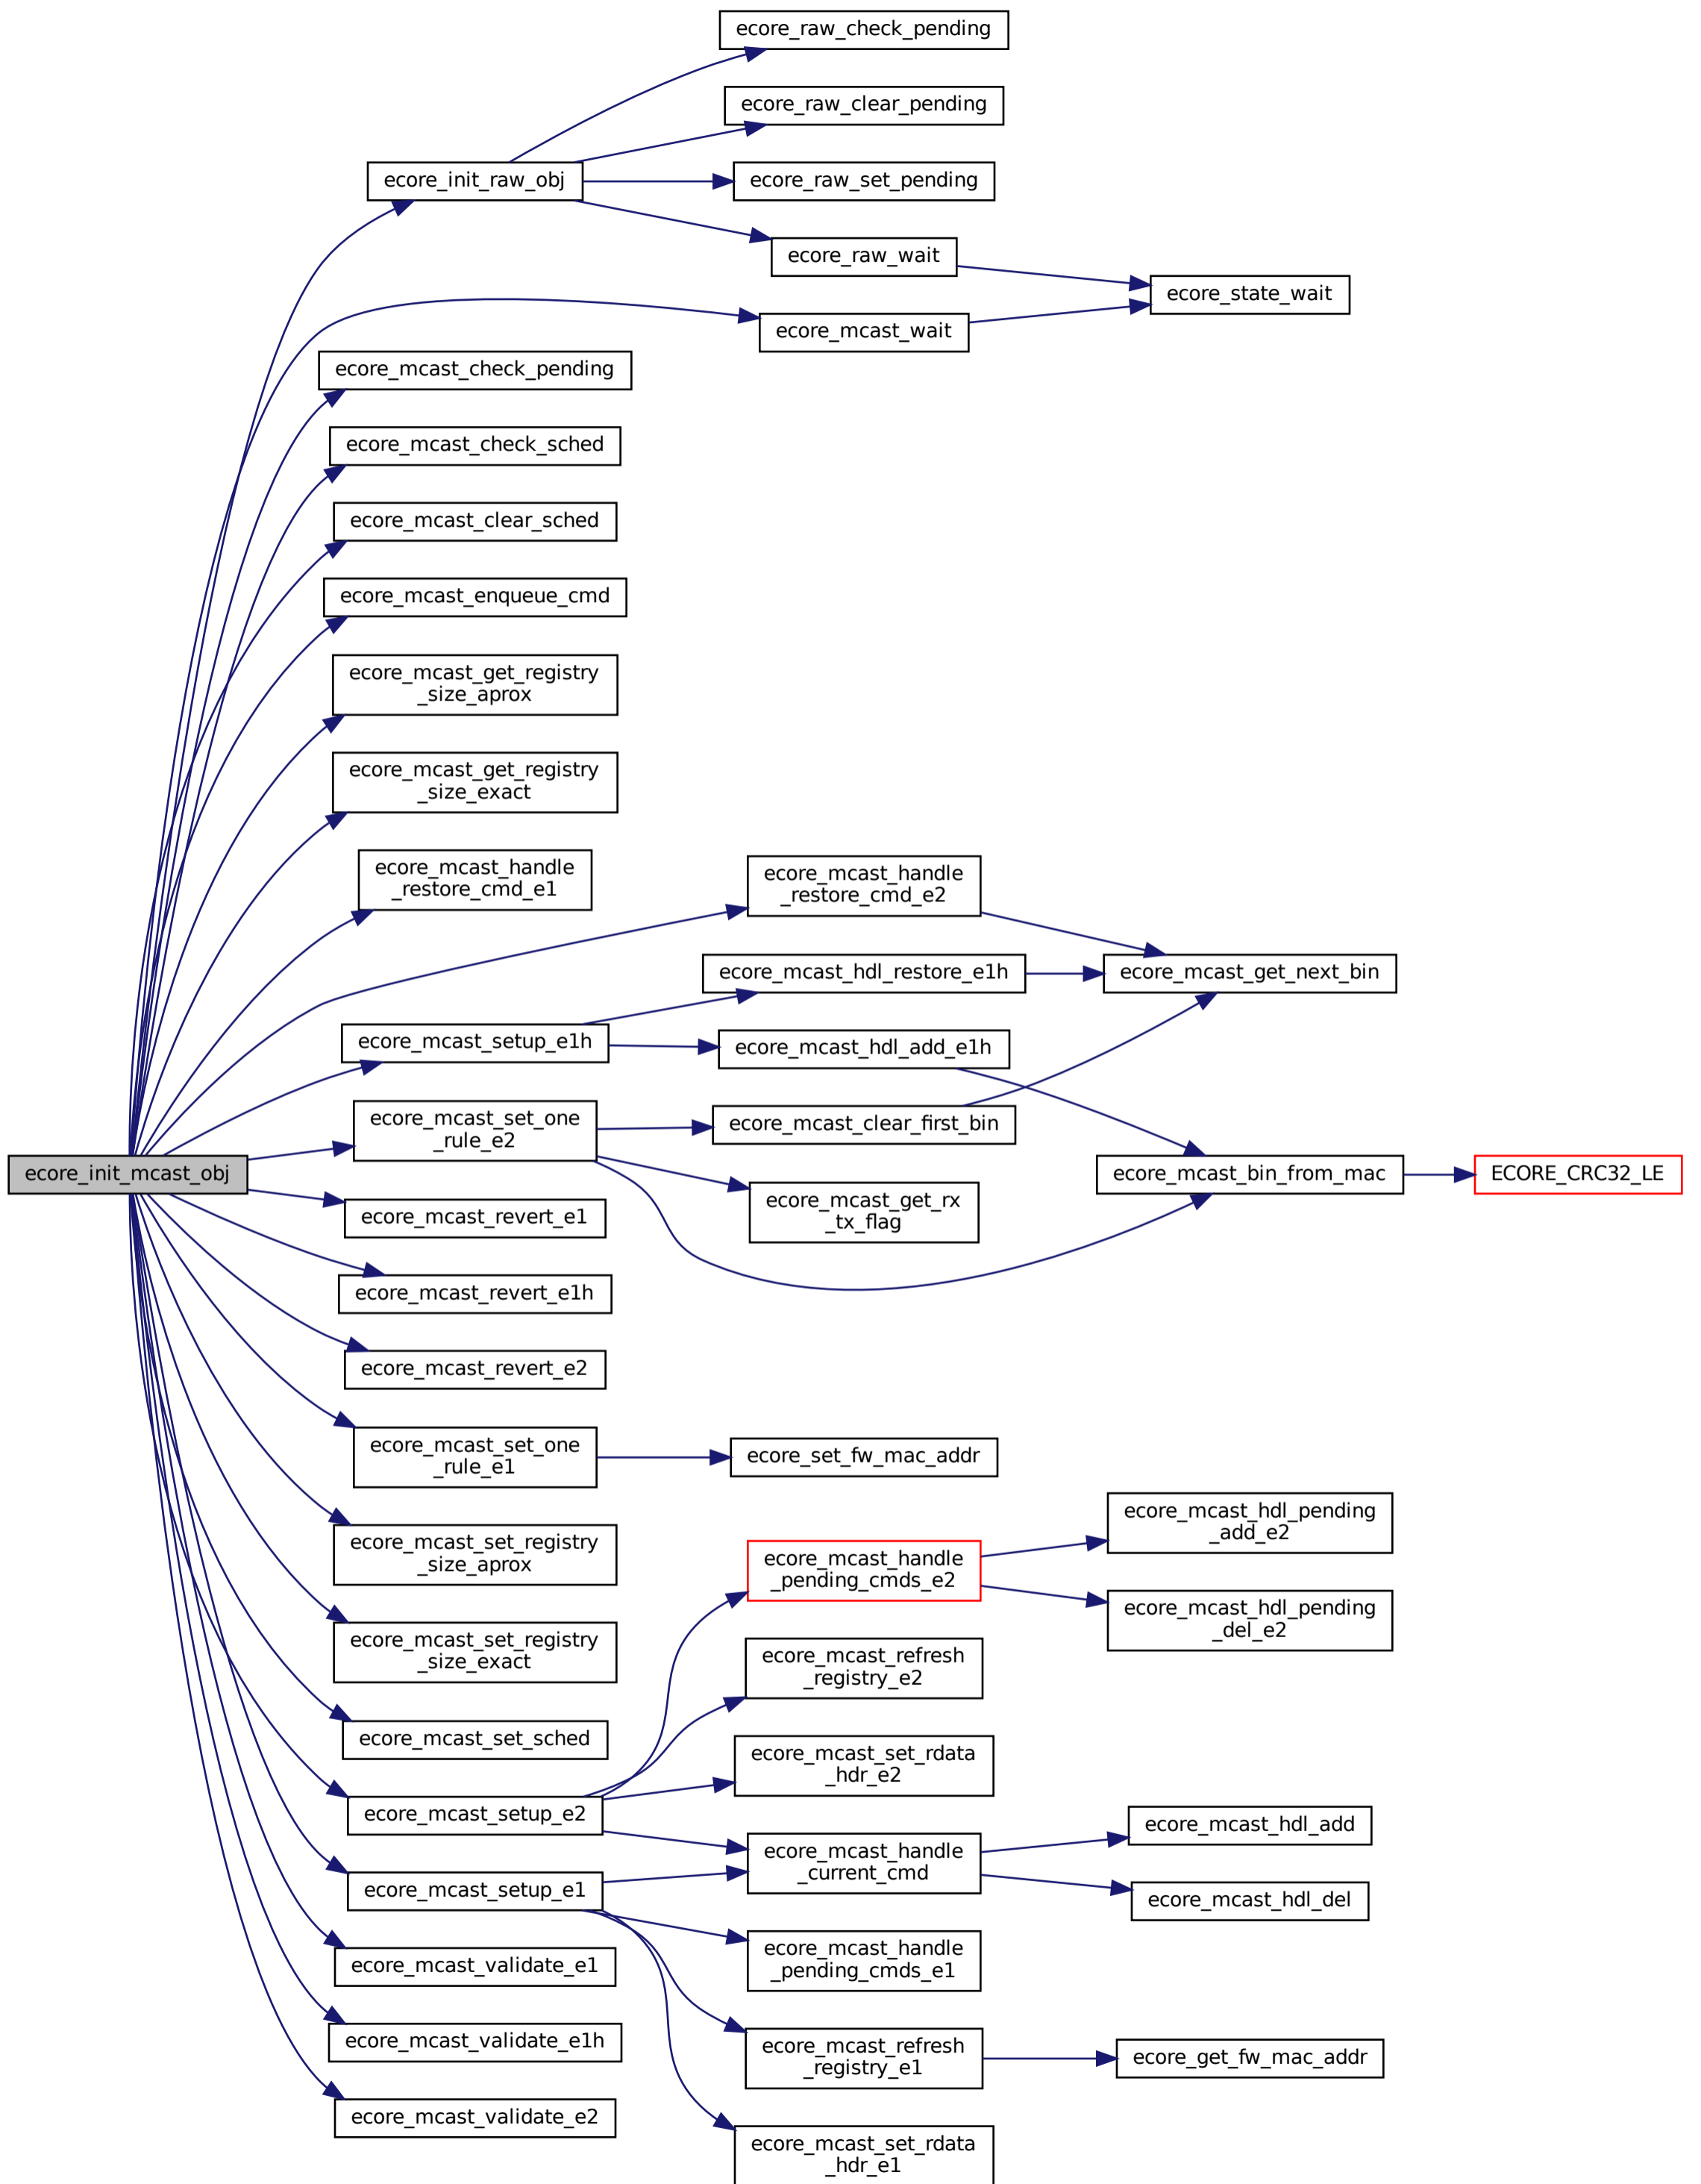 ecore_raw_check_pending
ecore_raw_clear_pending
ecore_init_raw_obj
ecore_raw_set_pending
ecore_raw_wait
ecore_state_wait
ecore_mcast_wait
ecore_mcast_check_pending
ecore_mcast_check_sched
ecore_mcast_clear_sched
ecore_mcast_enqueue_cmd
ecore_mcast_get_registry
_size_aprox
ecore_mcast_get_registry
_size_exact
ecore_mcast_handle
_restore_cmd_e1
ecore_mcast_handle
_restore_cmd_e2
ecore_mcast_hdl_restore_e1h
ecore_mcast_get_next_bin
ecore_mcast_setup_e1h
ecore_mcast_hdl_add_e1h
ecore_mcast_set_one
_rule_e2
ecore_mcast_clear_first_bin
ecore_init_mcast_obj
ecore_mcast_bin_from_mac
ECORE_CRC32_LE
ecore_mcast_get_rx
_tx_flag
ecore_mcast_revert_e1
ecore_mcast_revert_e1h
ecore_mcast_revert_e2
ecore_mcast_set_one
_rule_e1
ecore_set_fw_mac_addr
ecore_mcast_set_registry
_size_aprox
ecore_mcast_handle
_pending_cmds_e2
ecore_mcast_hdl_pending
_add_e2
ecore_mcast_hdl_pending
_del_e2
ecore_mcast_set_registry
_size_exact
ecore_mcast_refresh
_registry_e2
ecore_mcast_set_sched
ecore_mcast_set_rdata
_hdr_e2
ecore_mcast_setup_e2
ecore_mcast_handle
_current_cmd
ecore_mcast_hdl_add
ecore_mcast_setup_e1
ecore_mcast_hdl_del
ecore_mcast_validate_e1
ecore_mcast_handle
_pending_cmds_e1
ecore_mcast_validate_e1h
ecore_mcast_refresh
_registry_e1
ecore_get_fw_mac_addr
ecore_mcast_validate_e2
ecore_mcast_set_rdata
_hdr_e1